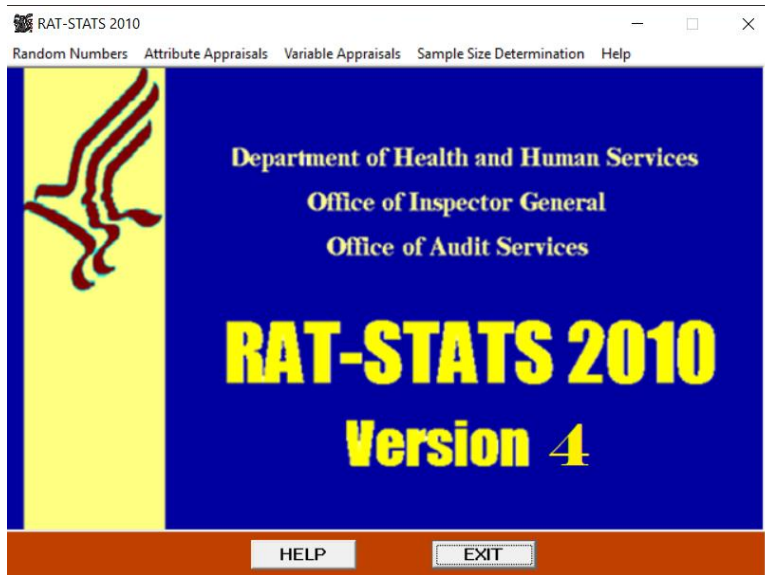 RAT-STATS 2010
Random Numbers Attribute Appraisals Variable Appraisals Sample Size Determination Help
Department of Health and Human Services
Office of Inspector General
Office of Audit Services
RAT-STATS 2010
Version 4
HELP EXIT